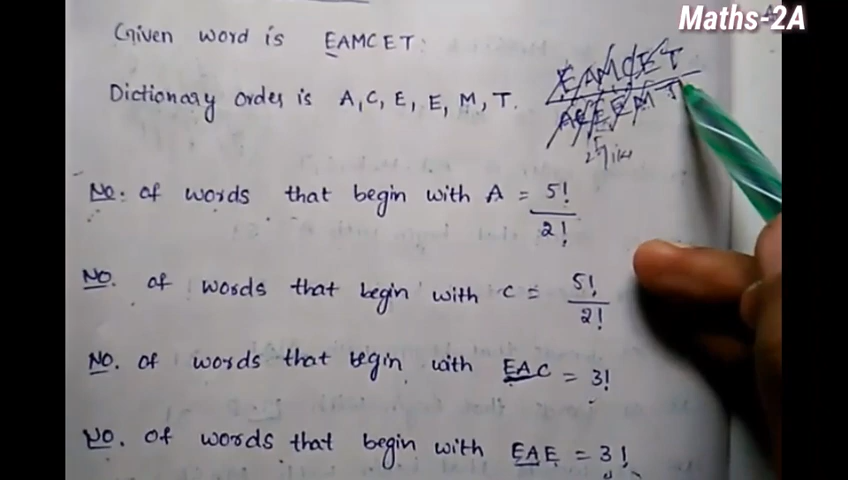 Maths-2A
Given word is EAMCET:
EAMCET
Dictionary order is A, C, E, E, M, T.
ACEEMT
No. of words that begin with A = 5!/2!
No. of words that begin with C = 5!/2!
No. of words that begin with EAC = 3!
No. of words that begin with EAE = 3!